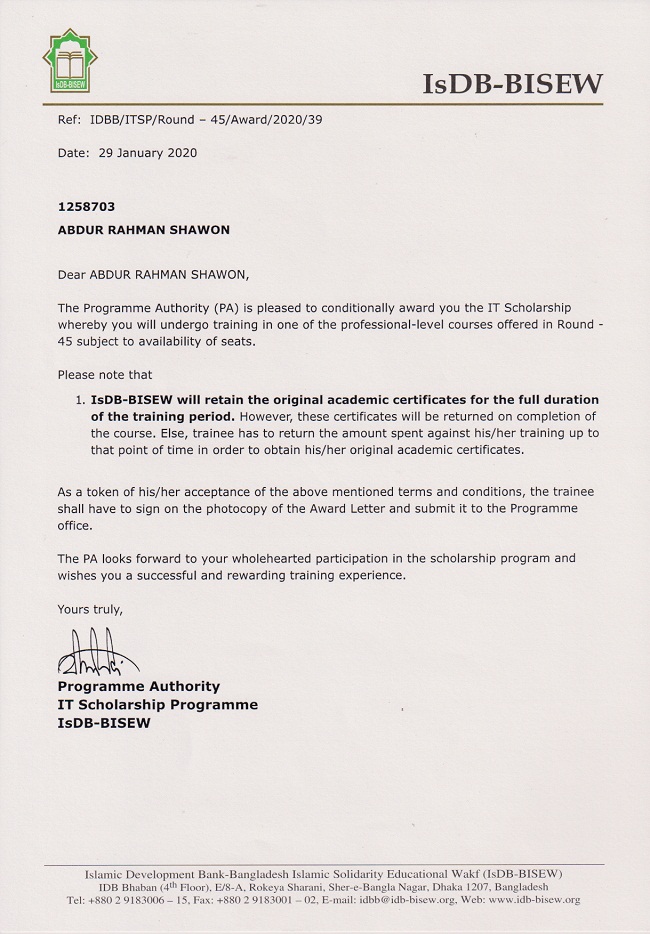 IsDB-BISEW
IsDB-BISEW
Ref: IDBB/ITSP/Round – 45/Award/2020/39
Date: 29 January 2020
1258703
ABDUR RAHMAN SHAWON
Dear ABDUR RAHMAN SHAWON,
The Programme Authority (PA) is pleased to conditionally award you the IT Scholarship
whereby you will undergo training in one of the professional-level courses offered in Round -
45 subject to availability of seats.
Please note that
1. IsDB-BISEW will retain the original academic certificates for the full duration
of the training period. However, these certificates will be returned on completion of
the course. Else, trainee has to return the amount spent against his/her training up to
that point of time in order to obtain his/her original academic certificates.
As a token of his/her acceptance of the above mentioned terms and conditions, the trainee
shall have to sign on the photocopy of the Award Letter and submit it to the Programme
office.
The PA looks forward to your wholehearted participation in the scholarship program and
wishes you a successful and rewarding training experience.
Yours truly,
Programme Authority
IT Scholarship Programme
IsDB-BISEW
Islamic Development Bank-Bangladesh Islamic Solidarity Educational Wakf (IsDB-BISEW)
IDB Bhaban (4th Floor), E/8-A, Rokeya Sharani, Sher-e-Bangla Nagar, Dhaka 1207, Bangladesh
Tel: +880 2 9183006 – 15, Fax: +880 2 9183001 – 02, E-mail: idbb@idb-bisew.org, Web: www.idb-bisew.org